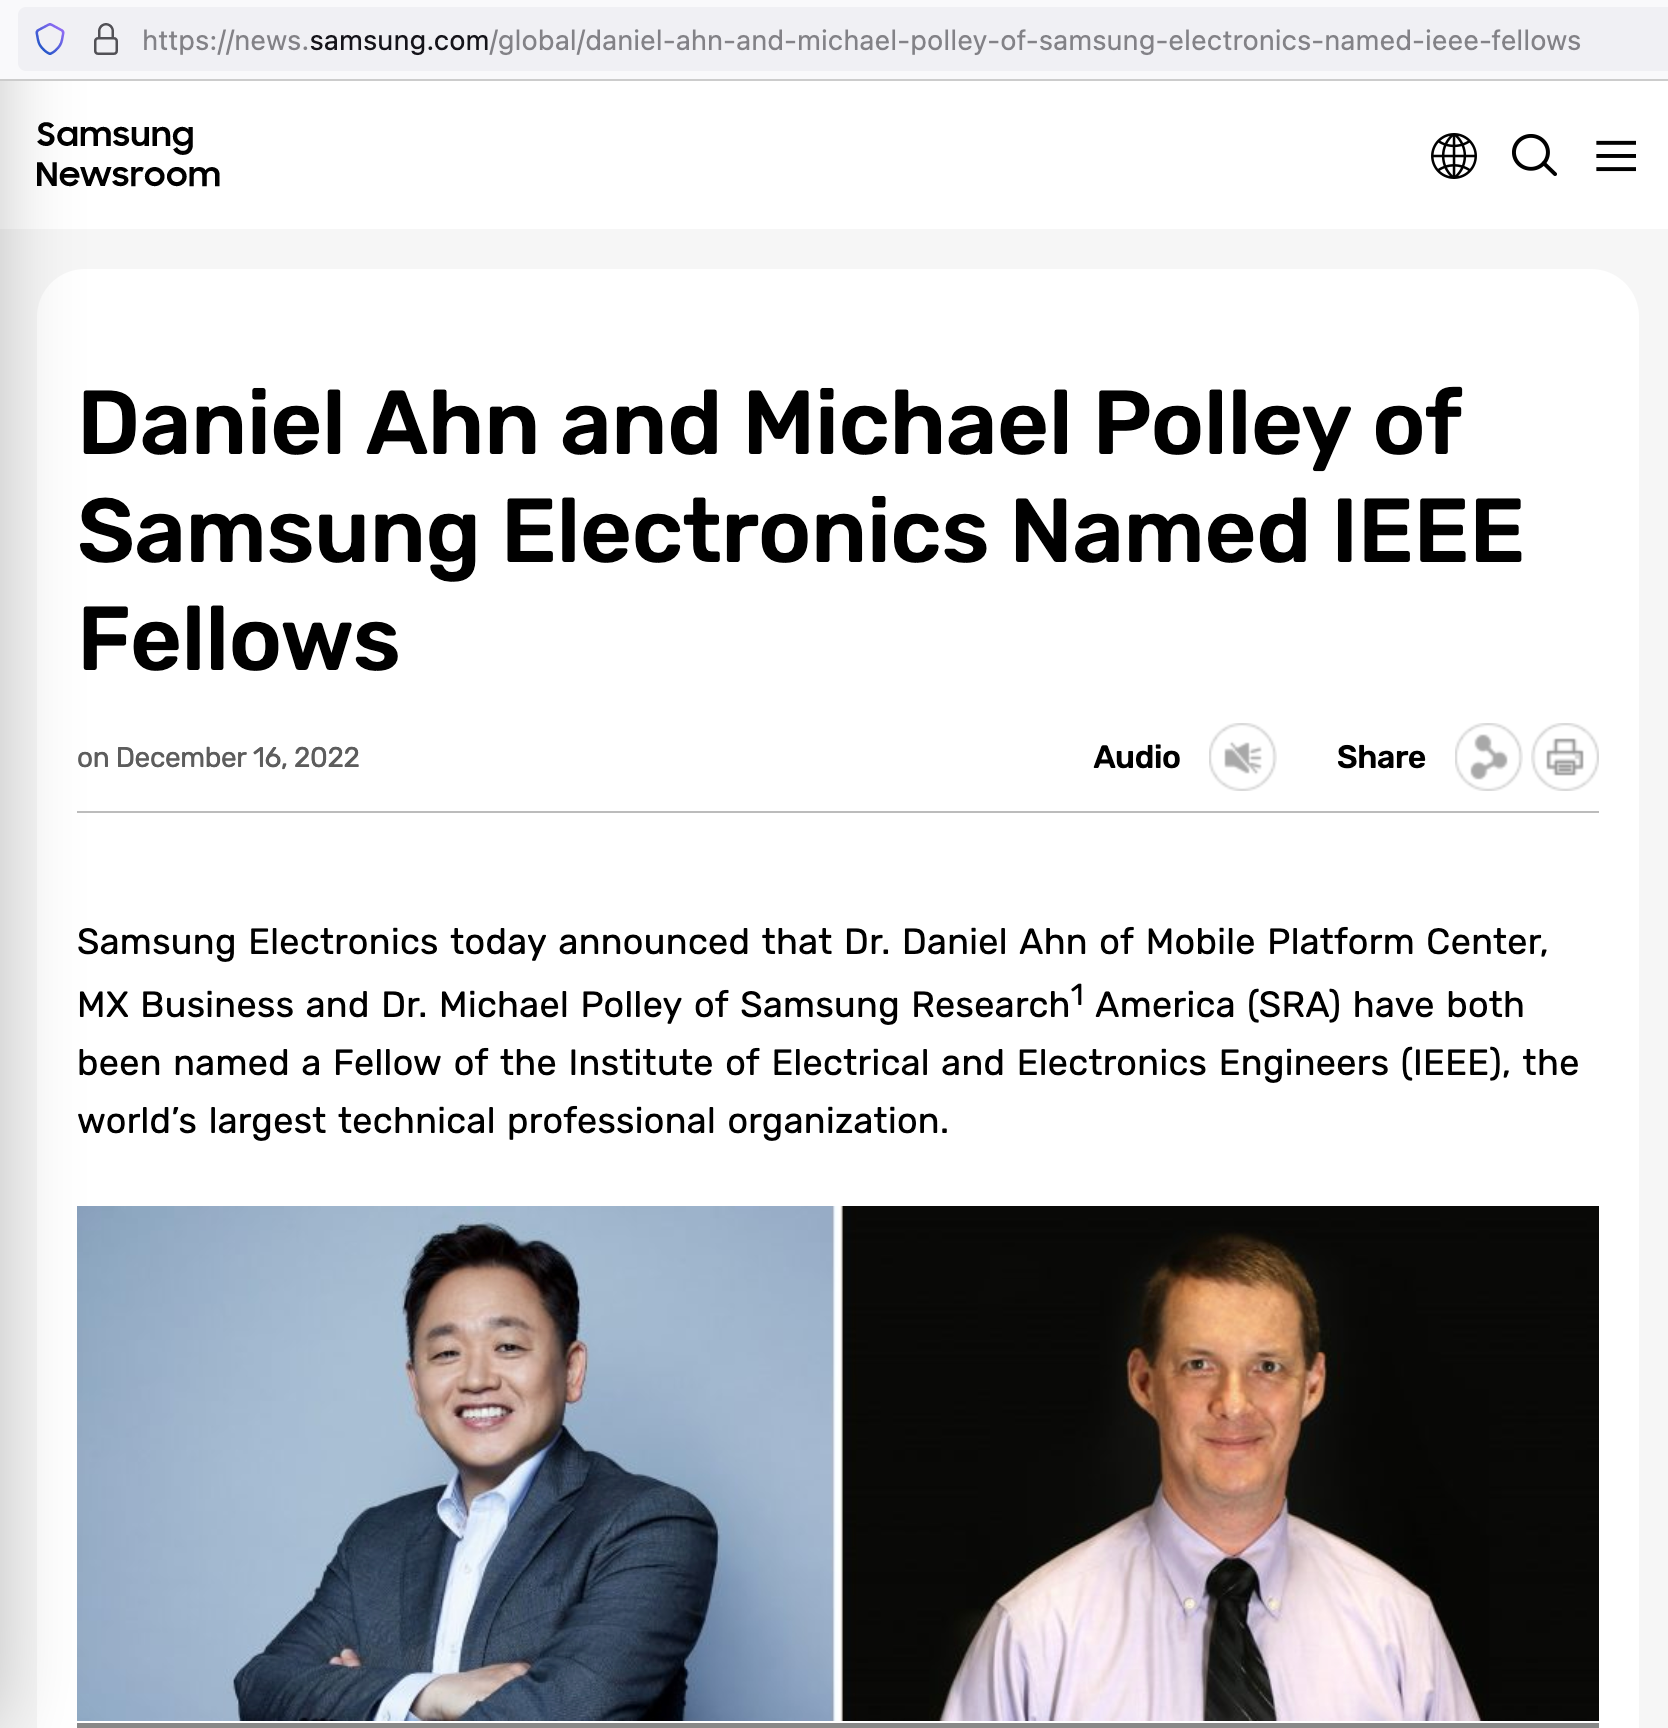 https://news.samsung.com/global/daniel-ahn-and-michael-polley-of-samsung-electronics-named-ieee-fellows
Samsung
Newsroom
Daniel Ahn and Michael Polley of
Samsung Electronics Named IEEE
Fellows
on December 16, 2022
Audio
Share
Samsung Electronics today announced that Dr. Daniel Ahn of Mobile Platform Center,
MX Business and Dr. Michael Polley of Samsung Research¹ America (SRA) have both
been named a Fellow of the Institute of Electrical and Electronics Engineers (IEEE), the
world’s largest technical professional organization.